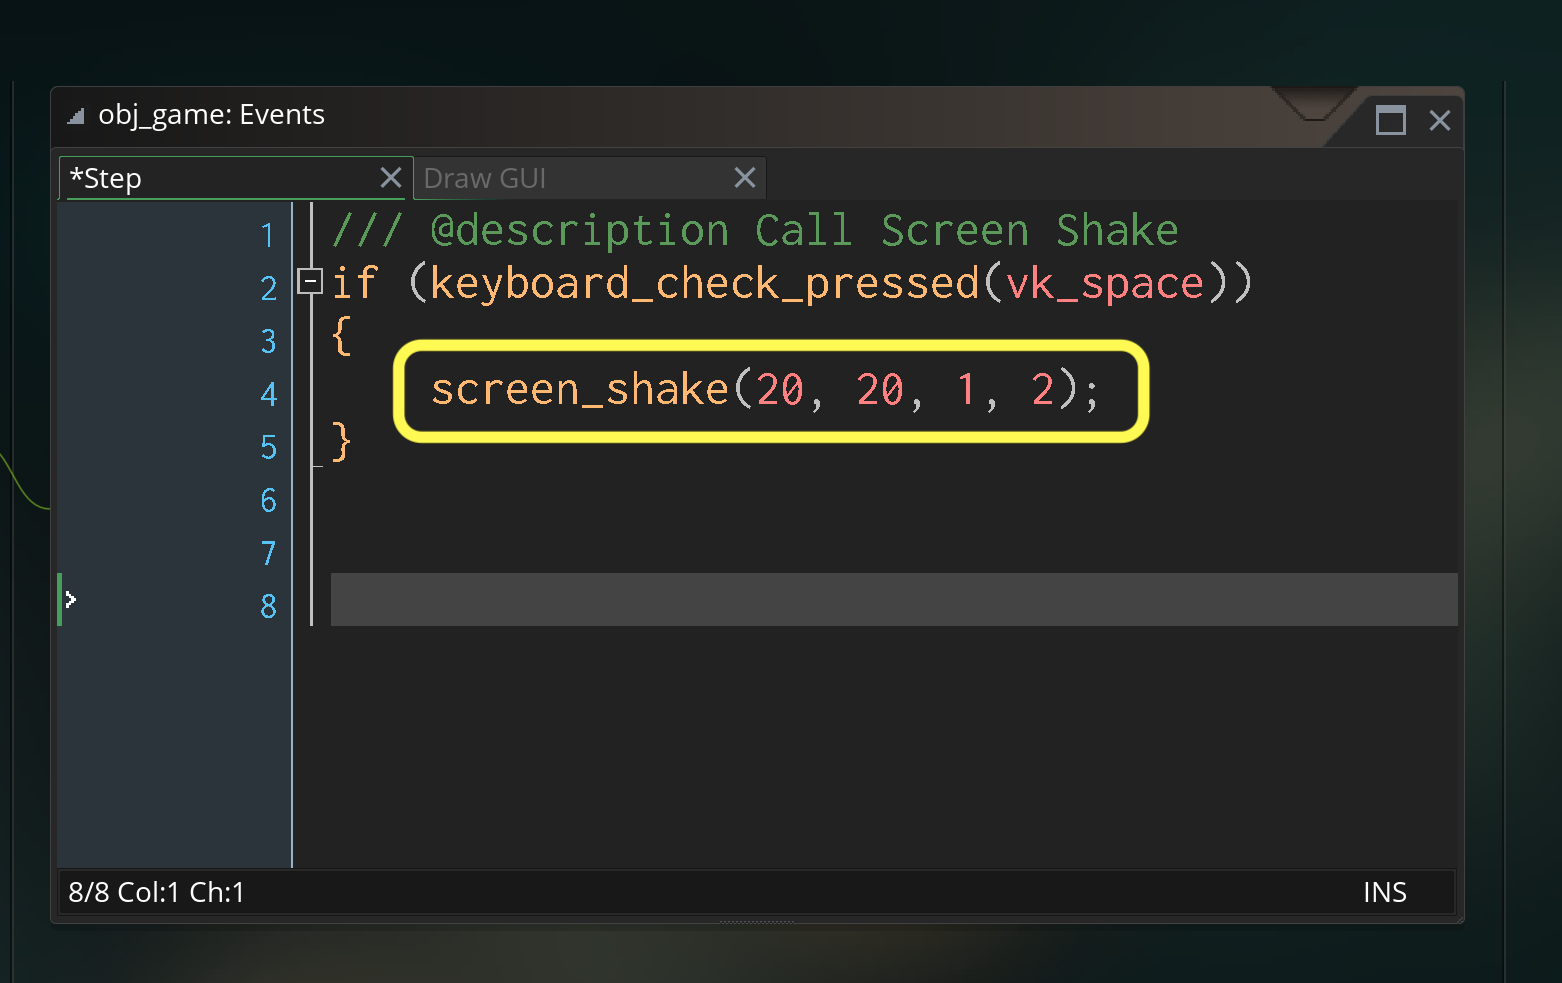 obj_game: Events
*Step
Draw GUI
1 /// @description Call Screen Shake
2 if (keyboard_check_pressed(vk_space))
3 {
4 screen_shake(20, 20, 1, 2);
5 }
6
7
8
8/8 Col:1 Ch:1
INS